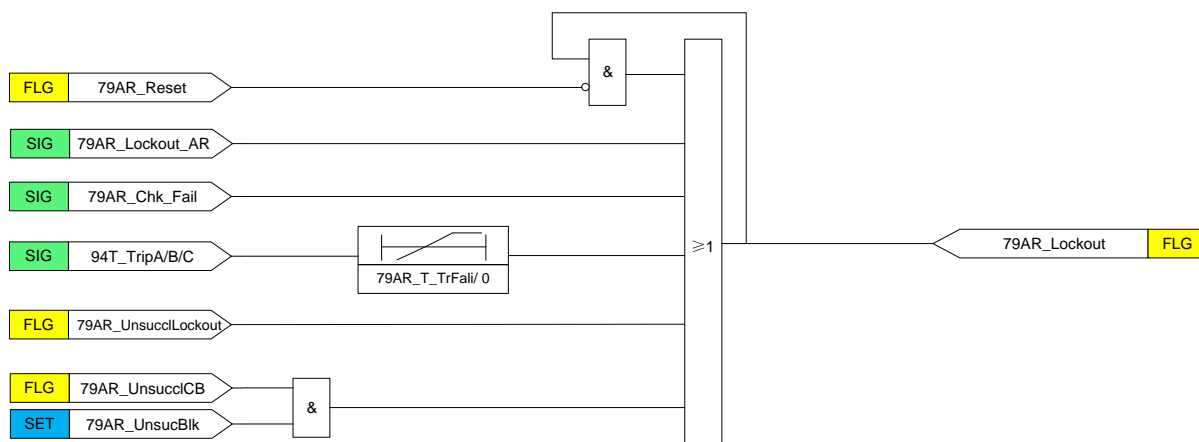 &
FLG 79AR_Reset
SIG 79AR_Lockout_AR
SIG 79AR_Chk_Fail
SIG 94T_TripA/B/C
79AR_T_TrFali/ 0
≥1
79AR_Lockout FLG
FLG 79AR_UnsucclLockout
FLG 79AR_UnsucclCB
SET 79AR_UnsucBlk
&